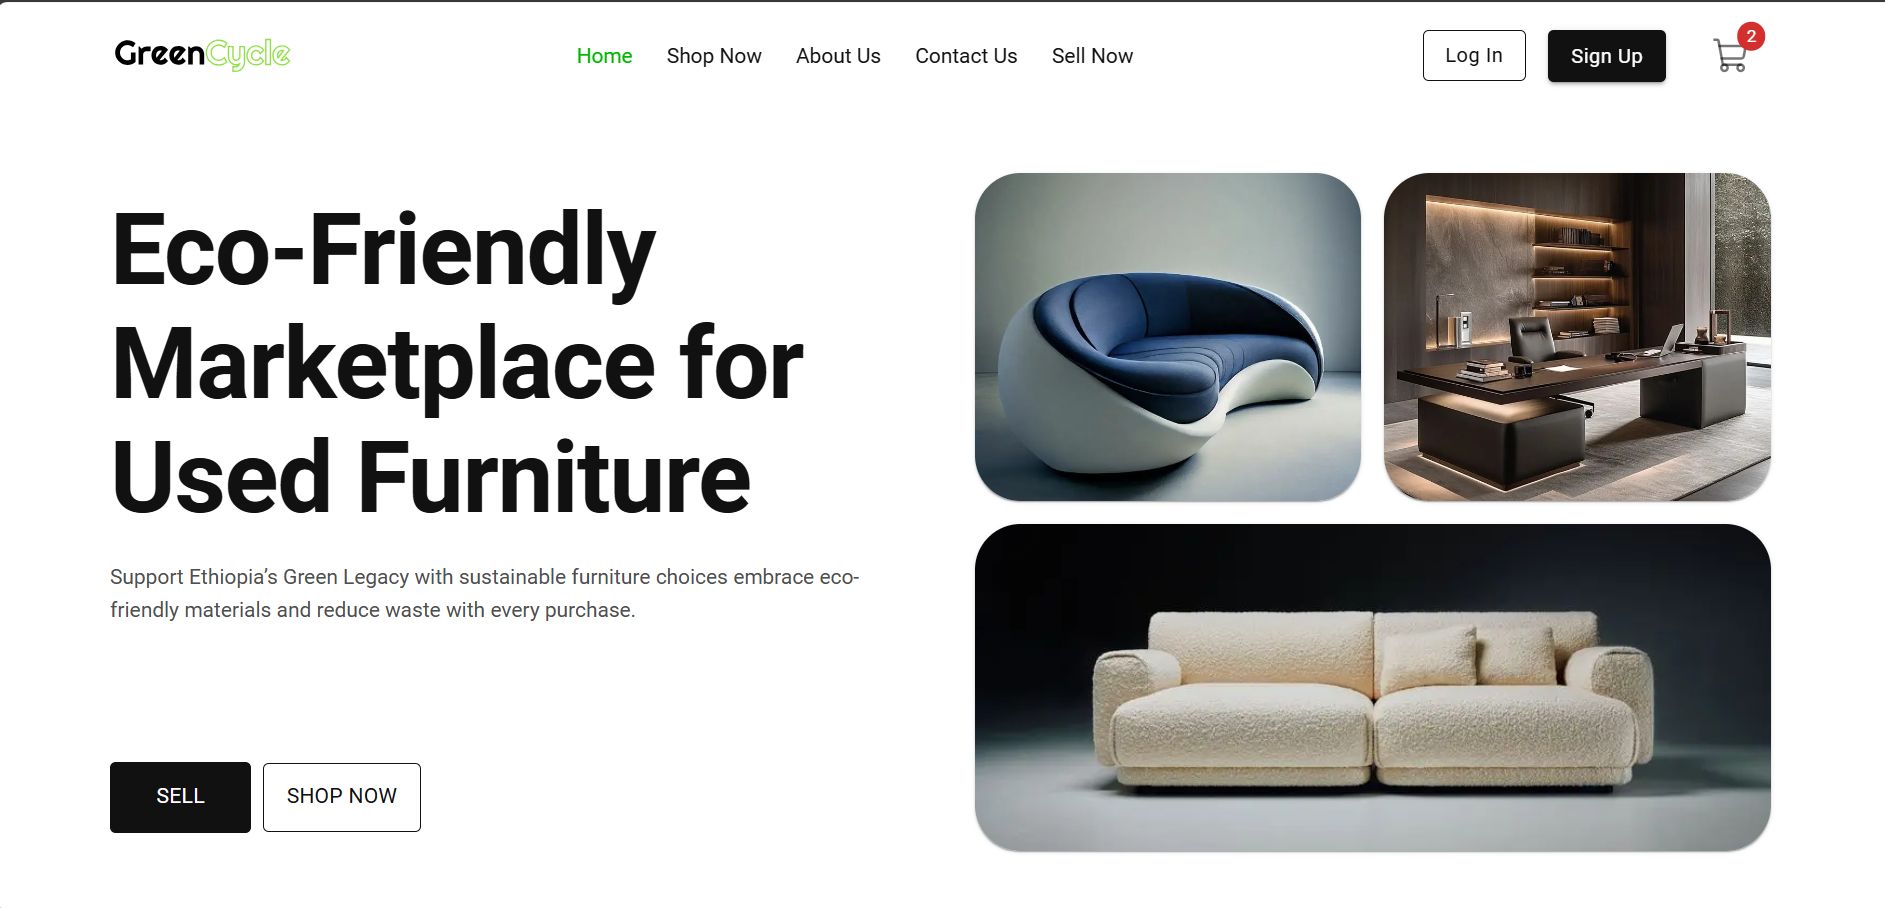 GreenCycle
Home Shop Now About Us Contact Us Sell Now
Log In Sign Up 2
Eco-Friendly
Marketplace for
Used Furniture
Support Ethiopia’s Green Legacy with sustainable furniture choices embrace eco-
friendly materials and reduce waste with every purchase.
SELL SHOP NOW